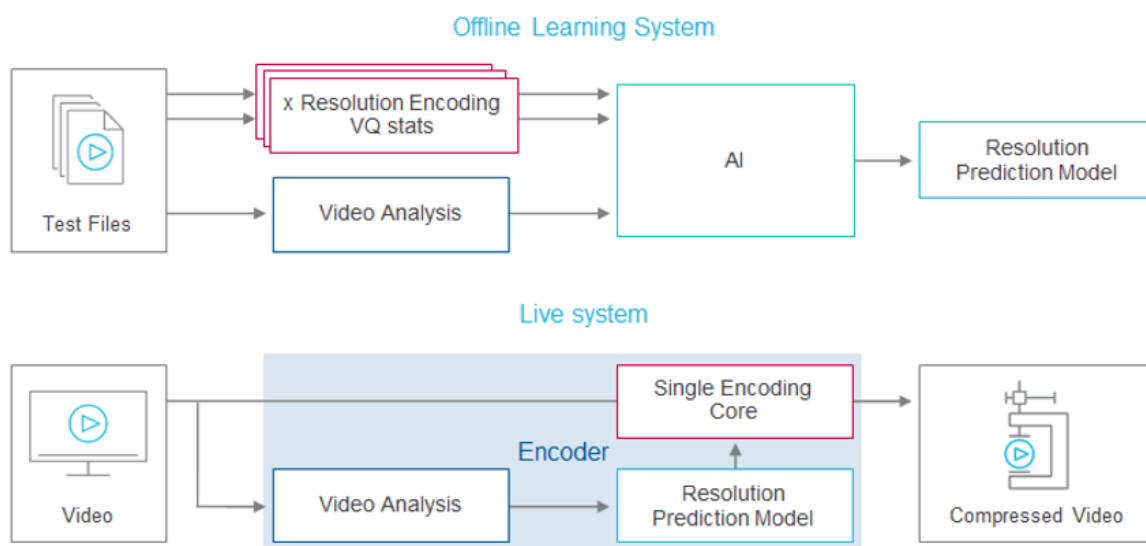 Offline Learning System
x Resolution Encoding
VQ stats
AI
Resolution
Prediction Model
Test Files
Video Analysis
Live system
Single Encoding
Core
Encoder
Video
Video Analysis
Resolution
Prediction Model
Compressed Video